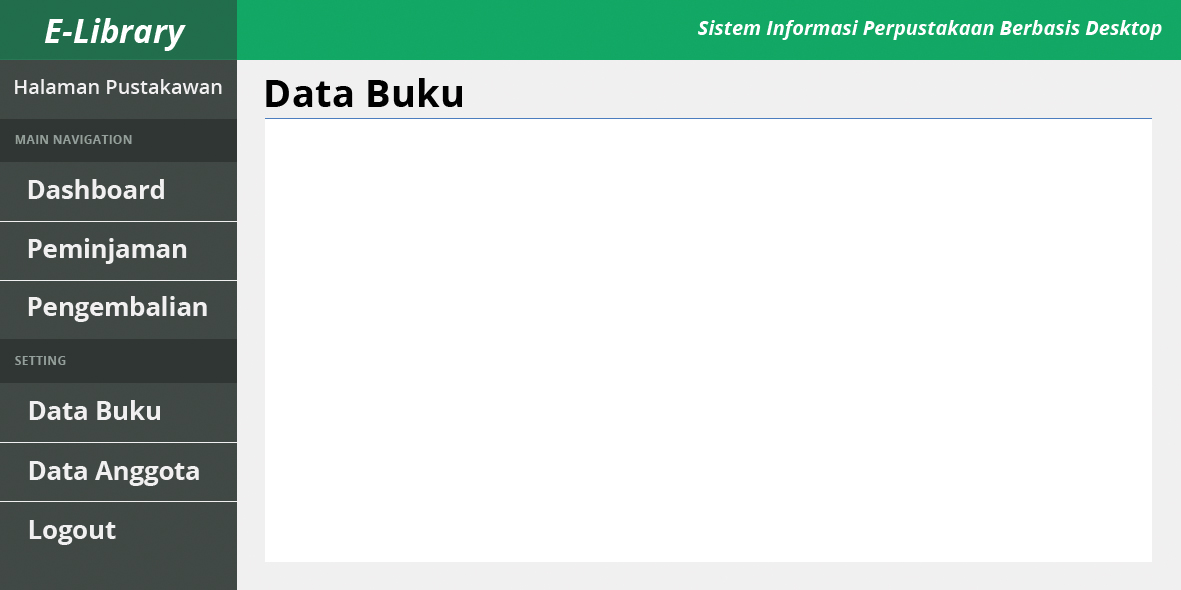 E-Library
Sistem Informasi Perpustakaan Berbasis Desktop
Halaman Pustakawan
MAIN NAVIGATION
Dashboard
Peminjaman
Pengembalian
SETTING
Data Buku
Data Anggota
Logout
Data Buku